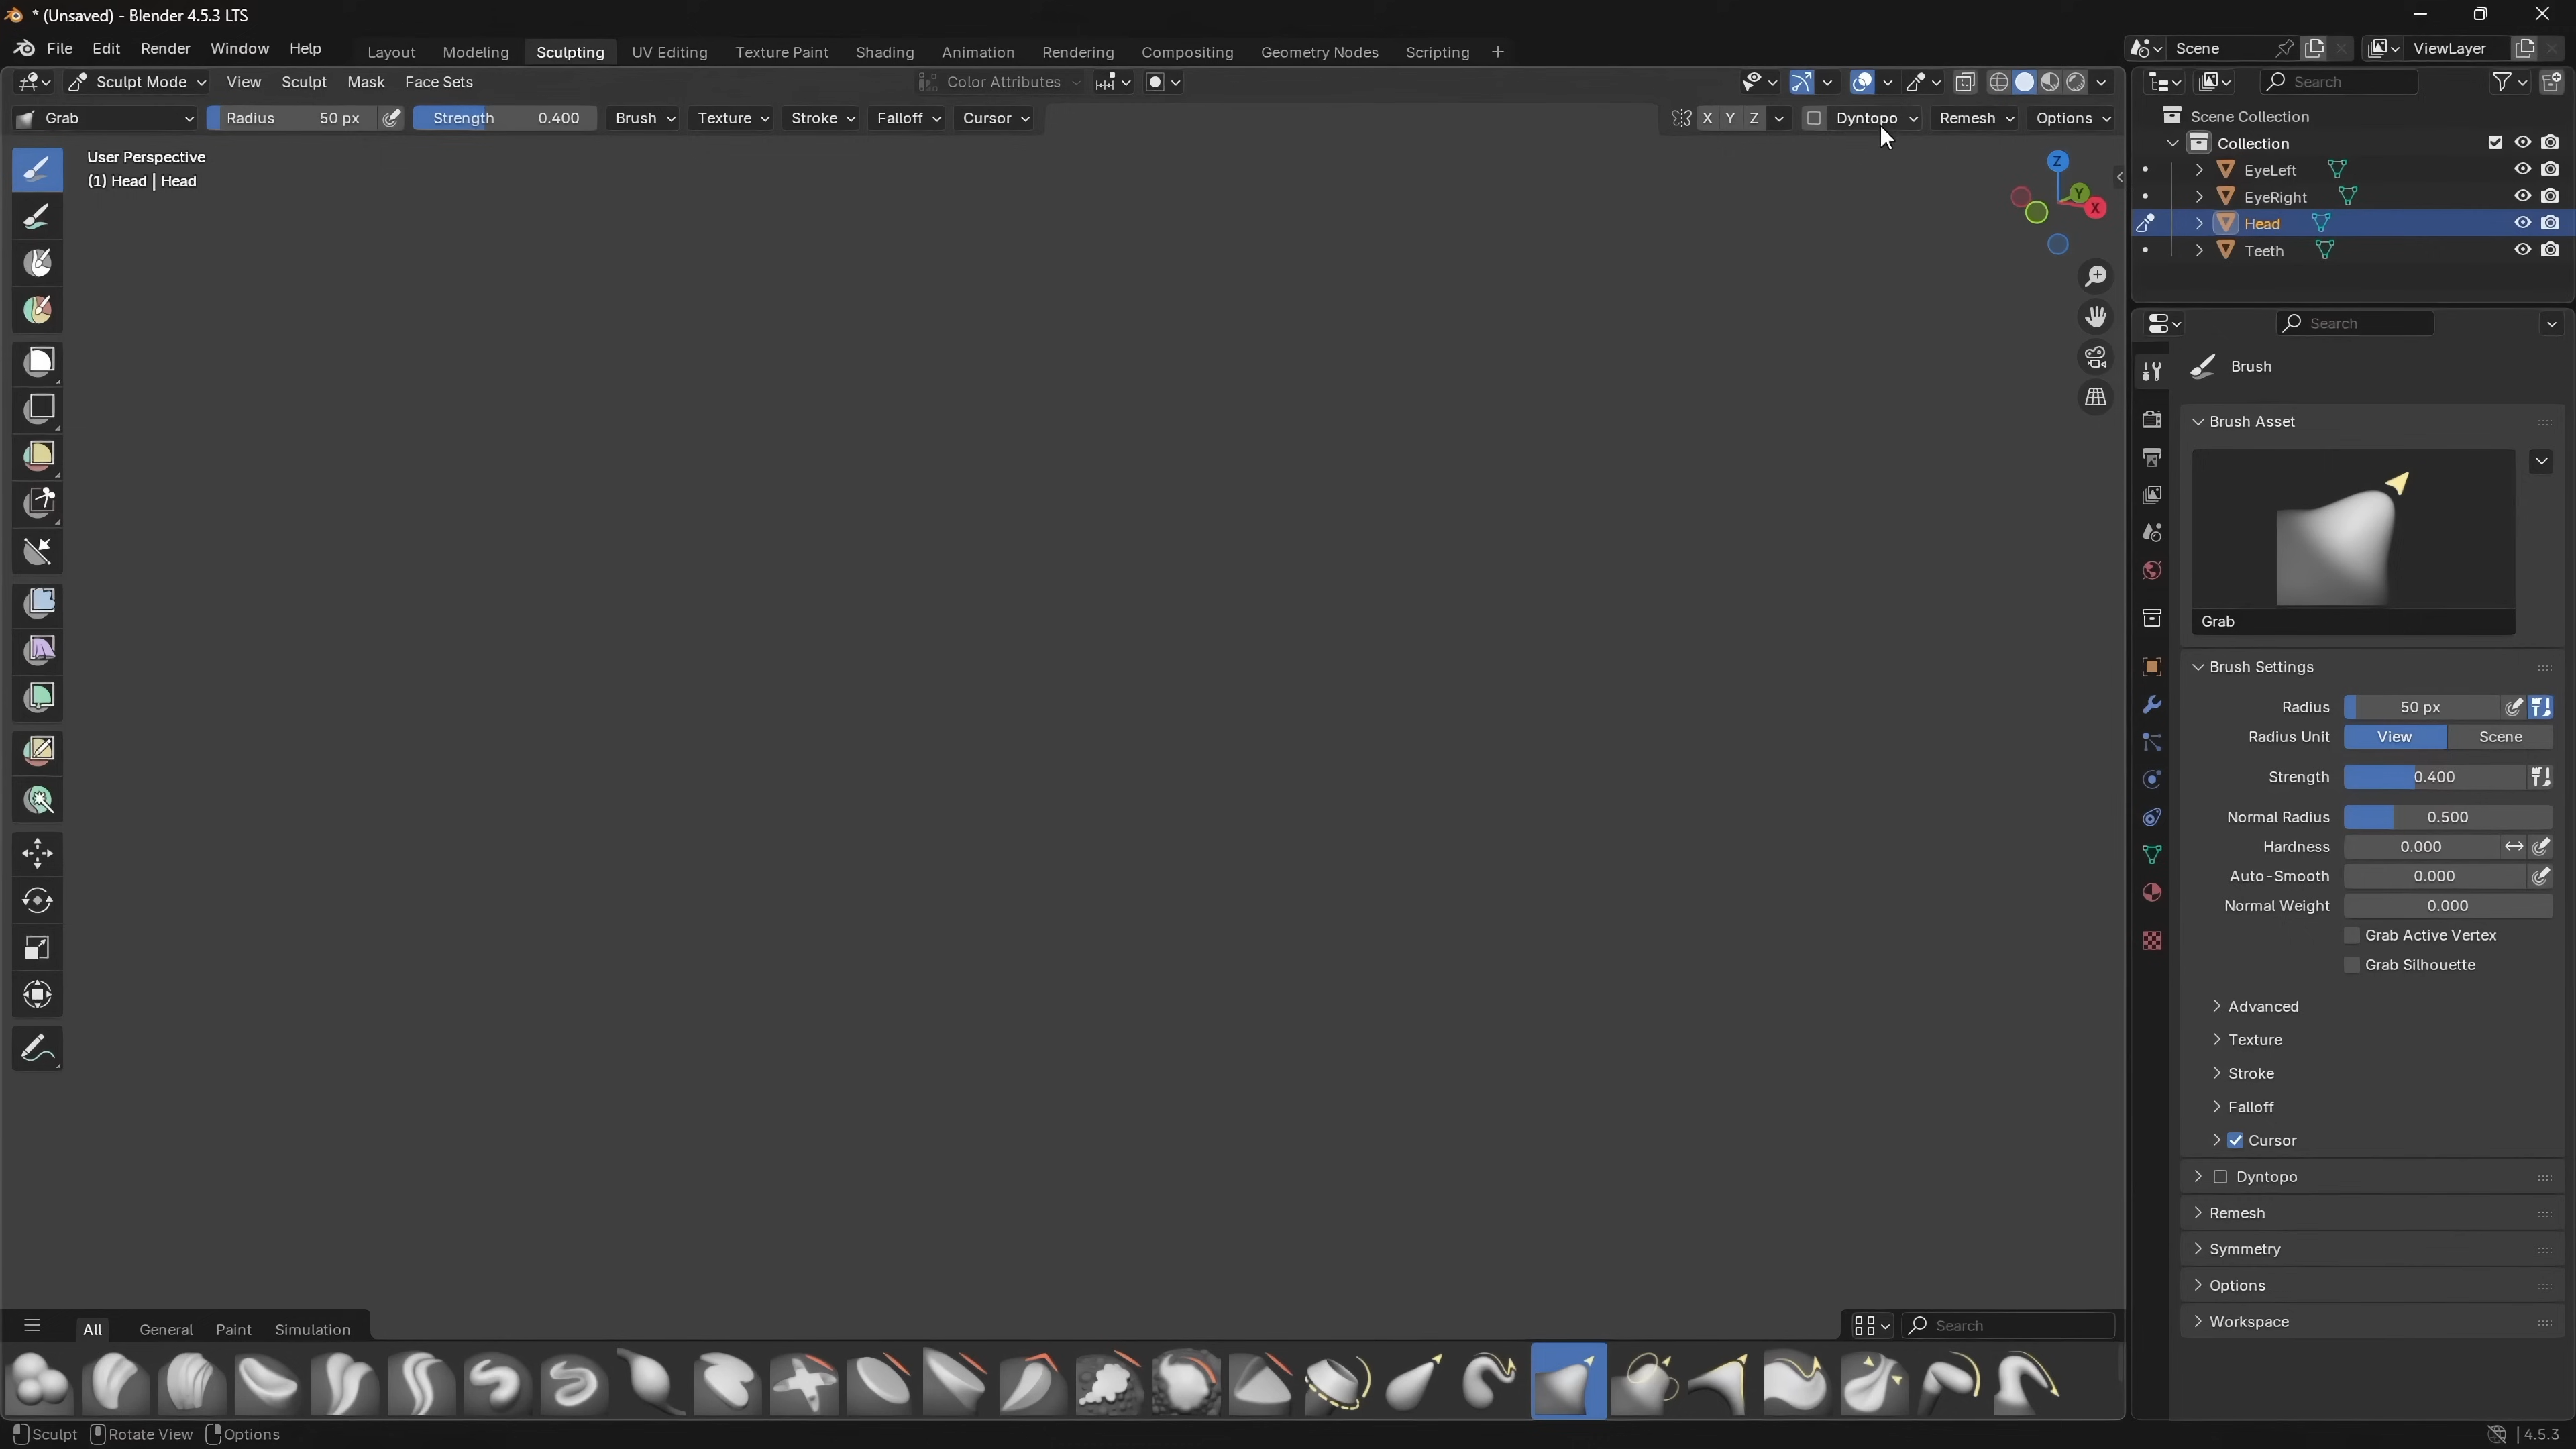 * (Unsaved) - Blender 4.5.3 LTS
File Edit Render Window Help Layout Modeling Sculpting UV Editing Texture Paint Shading Animation Rendering Compositing Geometry Nodes Scripting + Scene ViewLayer
Sculpt Mode View Sculpt Mask Face Sets Color Attributes Search
Grab Radius 50 px Strength 0.400 Brush Texture Stroke Falloff Cursor X Y Z Dyntopo Remesh Options
User Perspective
(1) Head | Head
Z
Y
X
Scene Collection
Collection
EyeLeft
EyeRight
Head
Teeth
Search
Brush
Brush Asset
Grab
Brush Settings
Radius 50 px
Radius Unit View Scene
Strength 0.400
Normal Radius 0.500
Hardness 0.000
Auto-Smooth 0.000
Normal Weight 0.000
Grab Active Vertex
Grab Silhouette
Advanced
Texture
Stroke
Falloff
Cursor
Dyntopo
Remesh
Symmetry
Options
Workspace
All General Paint Simulation Search
Sculpt Rotate View Options 4.5.3